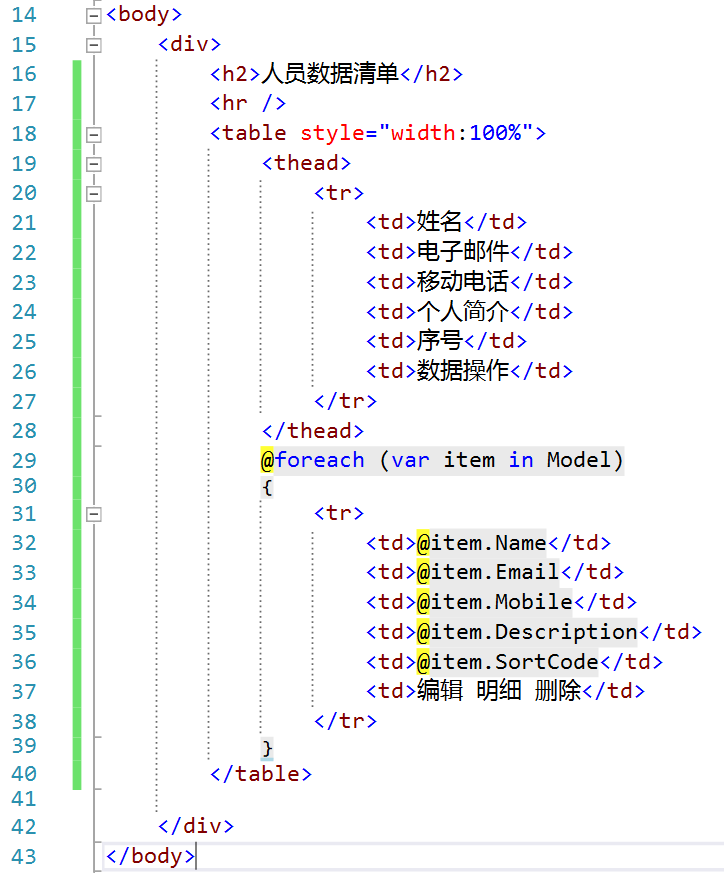 14 <body>
15 <div>
16 <h2>人员数据清单</h2>
17 <hr />
18 <table style="width:100%">
19 <thead>
20 <tr>
21 <td>姓名</td>
22 <td>电子邮件</td>
23 <td>移动电话</td>
24 <td>个人简介</td>
25 <td>序号</td>
26 <td>数据操作</td>
27 </tr>
28 </thead>
29 @foreach (var item in Model)
30 {
31 <tr>
32 <td>@item.Name</td>
33 <td>@item.Email</td>
34 <td>@item.Mobile</td>
35 <td>@item.Description</td>
36 <td>@item.SortCode</td>
37 <td>编辑 明细 删除</td>
38 </tr>
39 }
40 </table>
41
42 </div>
43 </body>